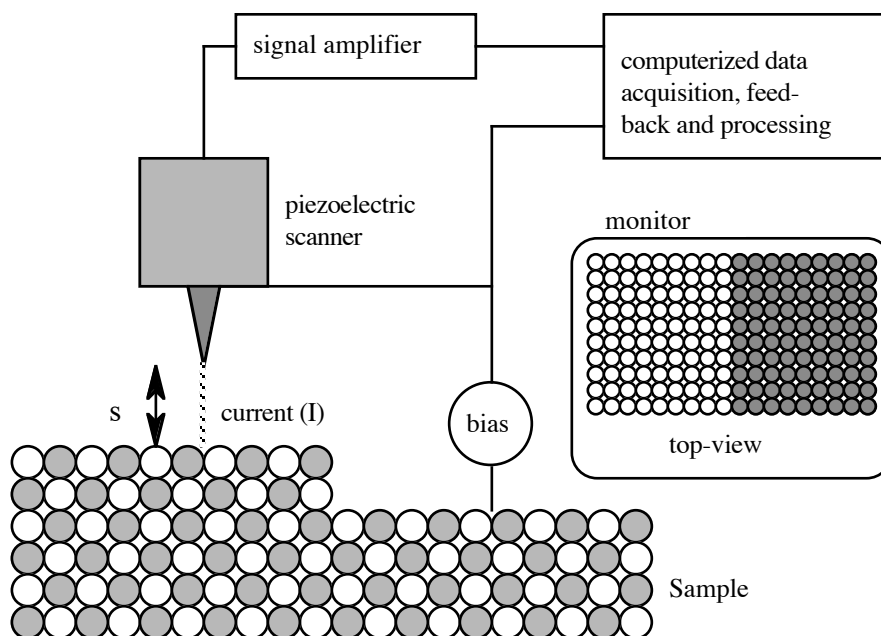 signal amplifier
computerized data
acquisition, feed-
back and processing
piezoelectric
scanner
monitor
s
current (I)
bias
top-view
Sample